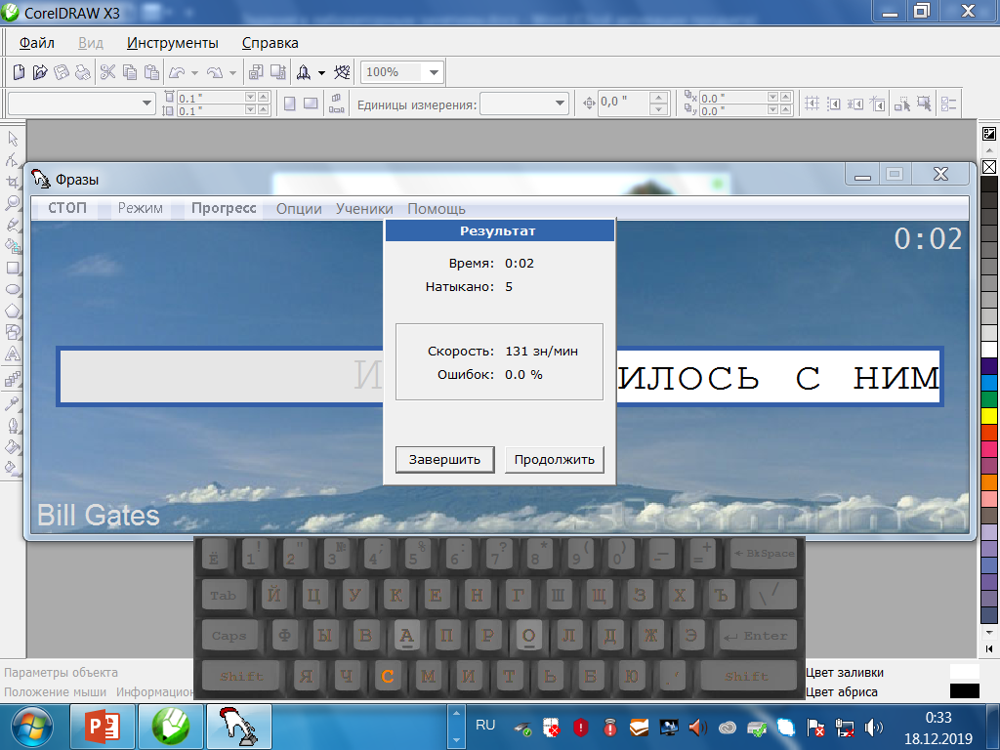 CorelDRAW X3
Файл Вид Инструменты Справка
100%
0.1 "
0.1 "
Единицы измерения:
0,0 "
0.0 "
0.0 "
Фразы
СТОП Режим Прогресс Опции Ученики Помощь
0:02
Результат
Время: 0:02
Натыкано: 5
И
ИЛОСЬ С НИМ
Скорость: 131 зн/мин
Ошибок: 0.0 %
Завершить Продолжить
Bill Gates
Ё 1 ! 2 " 3 № 4 ; 5 % 6 : 7 ? 8 * 9 ( 0 ) - = + ←BkSpace
Tab Й Ц У К Е Н Г Ш Щ З Х Ъ \ /
Caps Ф Ы В А П Р О Л Д Ж Э ↵ Enter
Shift Я Ч С М И Т Ь Б Ю . , Shift
Параметры объекта
Положение мыши Информацион
Цвет заливки
Цвет абриса
RU
0:33
18.12.2019